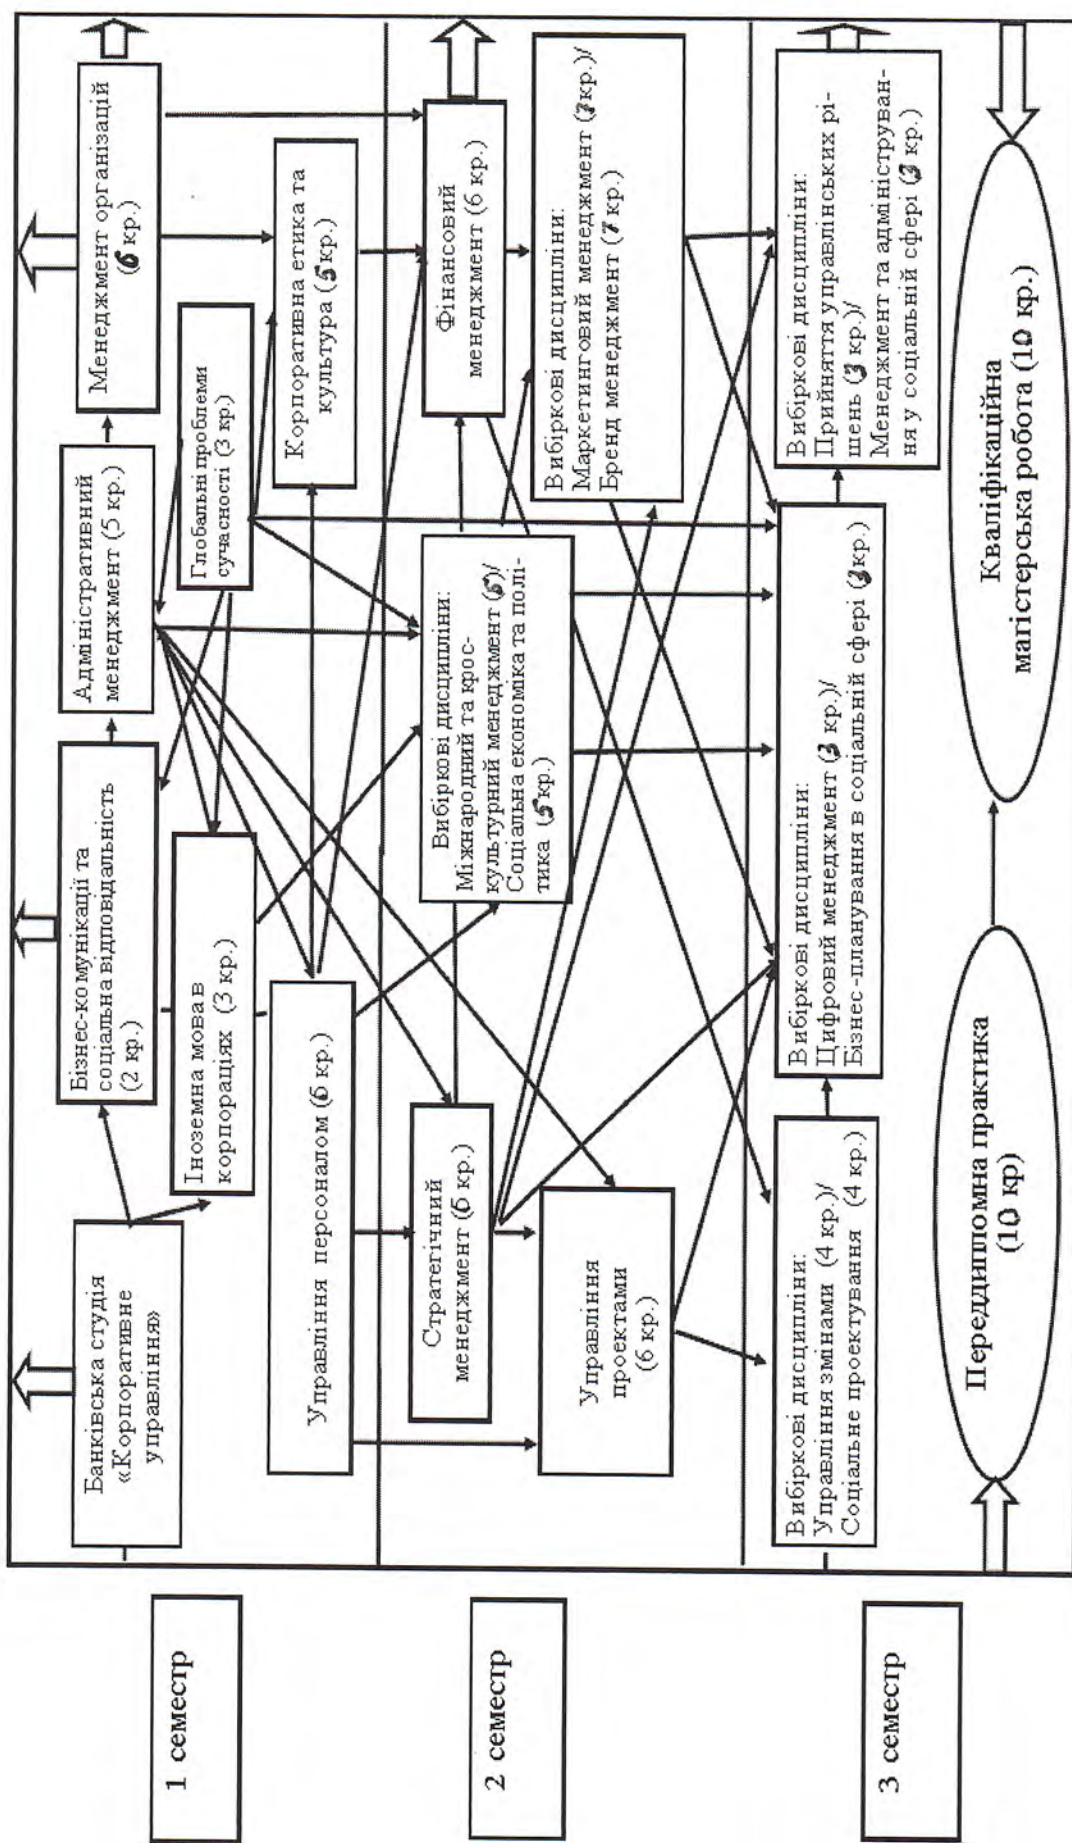 1 семестр
Банківська студія
«Корпоративне
управління»
Бізнес-комунікації та
соціальна відповідальність
(2 кр.)
Адміністративний
менеджмент (5 кр.)
Менеджмент організацій
(6 кр.)
Іноземна мова в
корпораціях (3 кр.)
Глобальні проблеми
сучасності (3 кр.)
Управління персоналом (6 кр.)
Корпоративна етика та
культура (5 кр.)
2 семестр
Стратегічний
менеджмент (6 кр.)
Вибіркові дисципліни:
Міжнародний та крос-
культурний менеджмент (5)/
Соціальна економіка та полі-
тика (5 кр.)
Фінансовий
менеджмент (6 кр.)
Управління
проектами
(6 кр.)
Вибіркові дисципліни:
Маркетинговий менеджмент (7 кр.)/
Бренд менеджмент (7 кр.)
3 семестр
Вибіркові дисципліни:
Управління змінами (4 кр.)/
Соціальне проектування (4 кр.)
Вибіркові дисципліни:
Цифровий менеджмент (3 кр.)/
Бізнес-планування в соціальній сфері (3 кр.)
Вибіркові дисципліни:
Прийняття управлінських рі-
шень (3 кр.)/
Менеджмент та адмініструван-
ня у соціальній сфері (3 кр.)
Переддипломна практика
(10 кр)
Кваліфікаційна
магістерська робота (10 кр.)